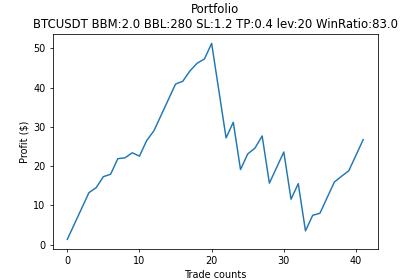 Portfolio
BTCUSDT BBM:2.0 BBL:280 SL:1.2 TP:0.4 lev:20 WinRatio:83.0
50
40
30
20
10
0
Profit ($)
0 10 20 30 40
Trade counts